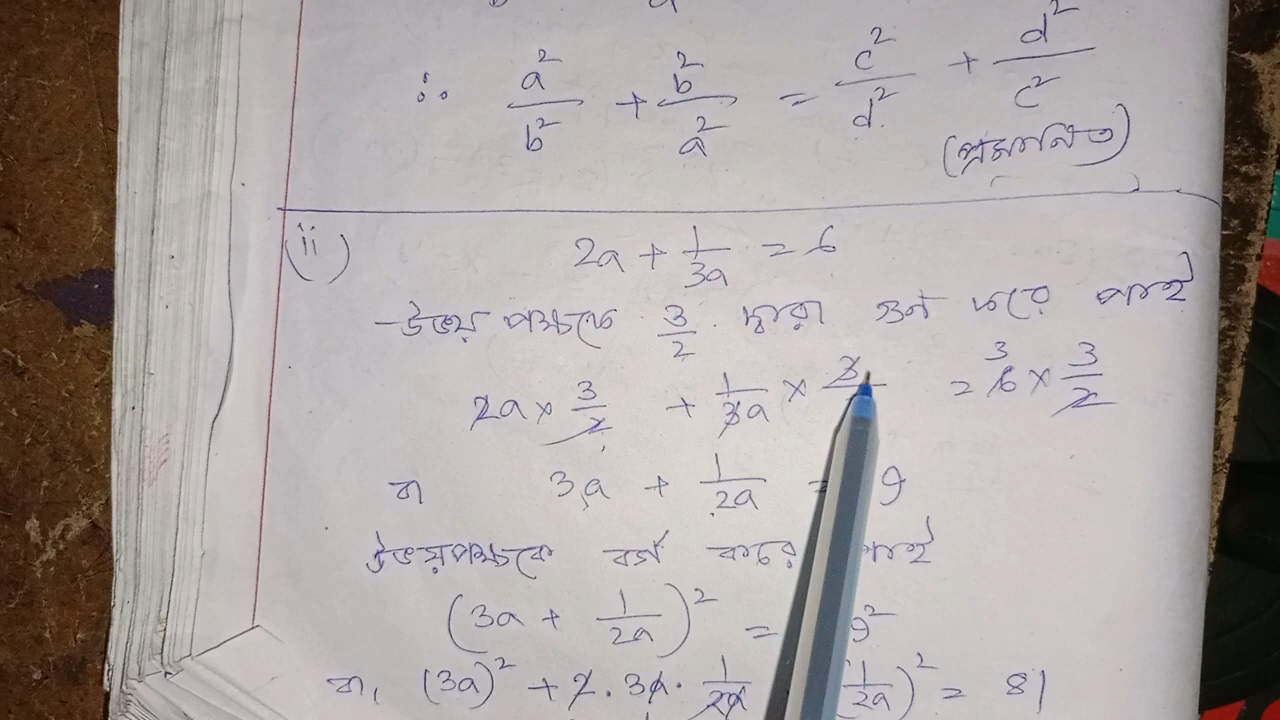 ∴ a²/b² + b²/a² = c²/d² + d²/c²
(প্রমানিত)
(ii) 2a + 1/3a = 6
উভয় পক্ষকে 3/2 দ্বারা গুন করে পাই
2a × 3/2 + 1/3a × 3/ = 6 3 × 3/2
বা 3a + 1/2a = 9
উভয়পক্ষকে বর্গ করে পাই
(3a + 1/2a)² = 9²
বা, (3a)² + 2 . 3a . 1/2a 1/2a)² = 81